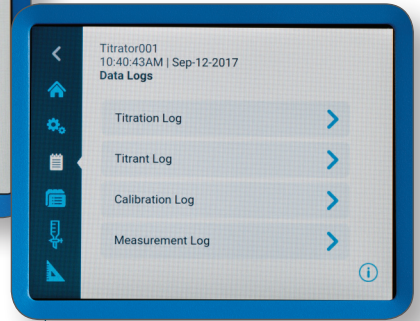 Titrator001
10:40:43AM | Sep-12-2017
Data Logs
Titration Log
Titrant Log
Calibration Log
Measurement Log